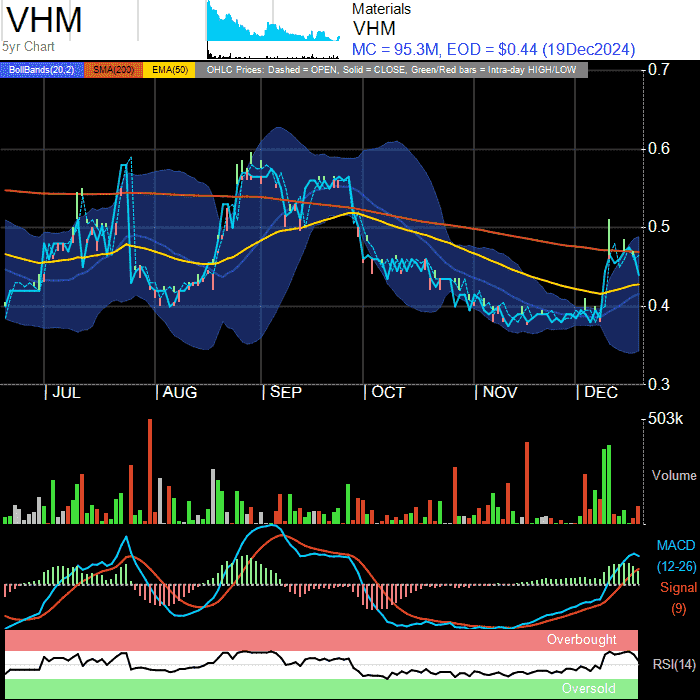 VHM
5yr Chart
Materials
VHM
MC = 95.3M, EOD = $0.44 (19Dec2024)
BollBands(20,2) SMA(200) EMA(50) OHLC Prices: Dashed = OPEN, Solid = CLOSE, Green/Red bars = Intra-day HIGH/LOW
0.7
0.6
0.5
0.4
0.3
| JUL | AUG | SEP | OCT | NOV | DEC
503k
Volume
MACD
(12-26)
Signal
(9)
Overbought
RSI(14)
Oversold